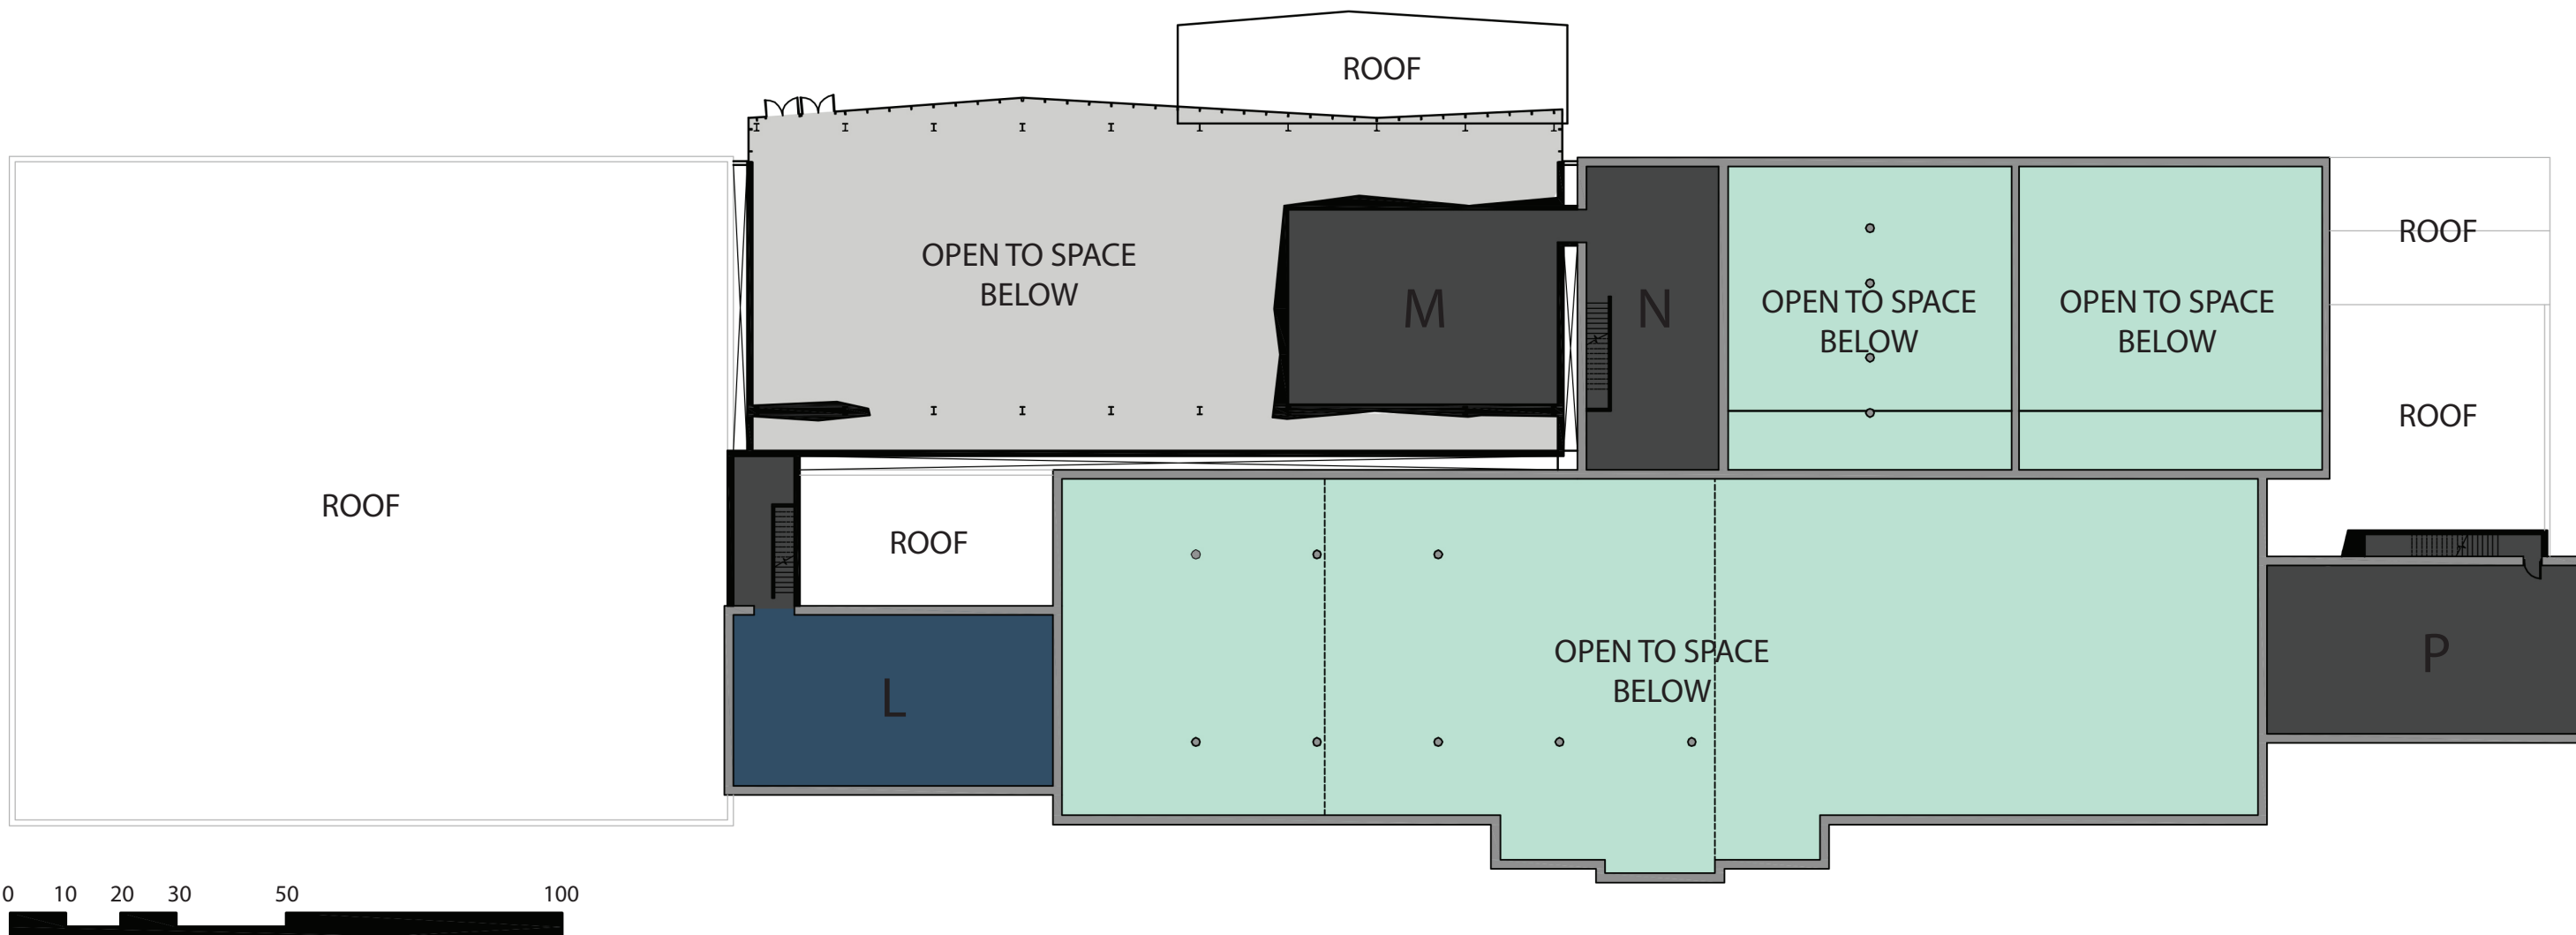 ROOF
OPEN TO SPACE
BELOW
M
N
OPEN TO SPACE
BELOW
OPEN TO SPACE
BELOW
ROOF
ROOF
ROOF
ROOF
L
OPEN TO SPACE
BELOW
P
0 10 20 30 50 100